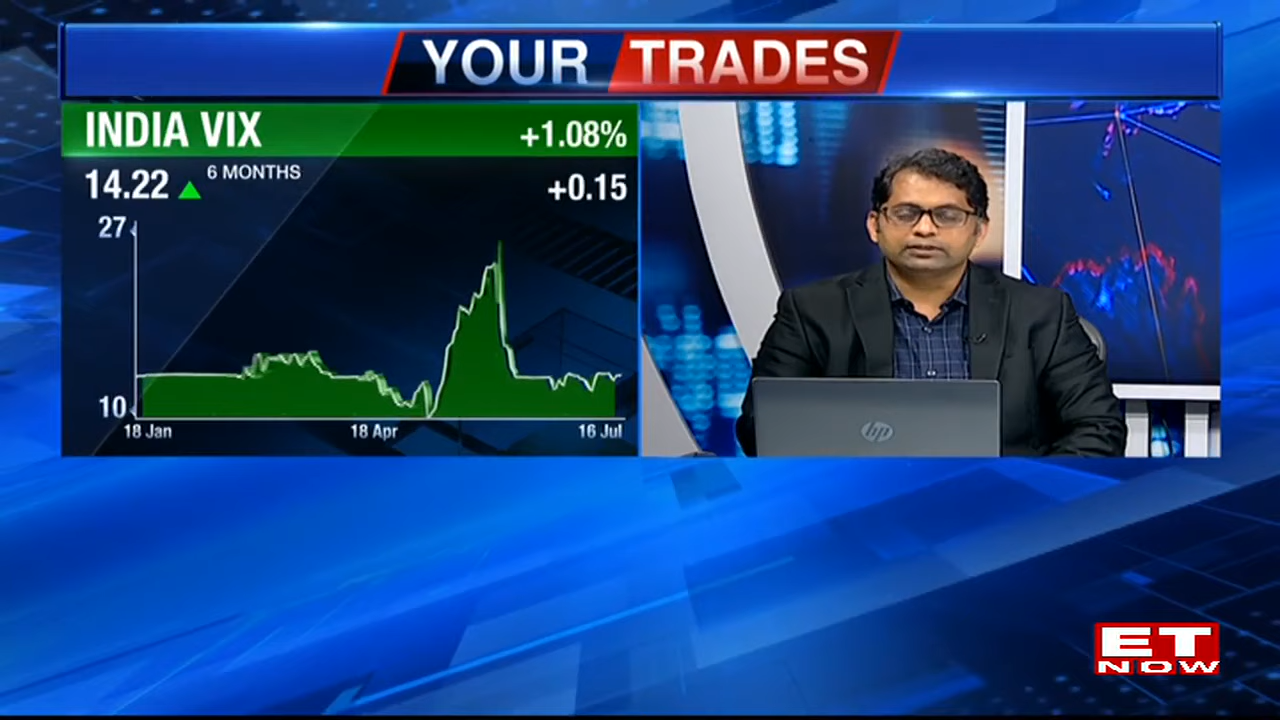 YOUR TRADES
INDIA VIX +1.08%
14.22 6 MONTHS +0.15
27
10
18 Jan 18 Apr 16 Jul
hp
ET
NOW